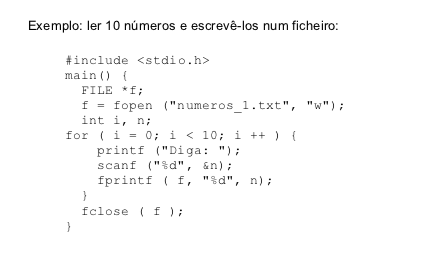 Exemplo: ler 10 números e escrevê-los num ficheiro:
#include <stdio.h>
main() {
FILE *f;
f = fopen ("numeros_1.txt", "w");
int i, n;
for ( i = 0; i < 10; i ++ ) {
printf ("Diga: ");
scanf ("%d", &n);
fprintf ( f, "%d", n);
}
fclose ( f );
}